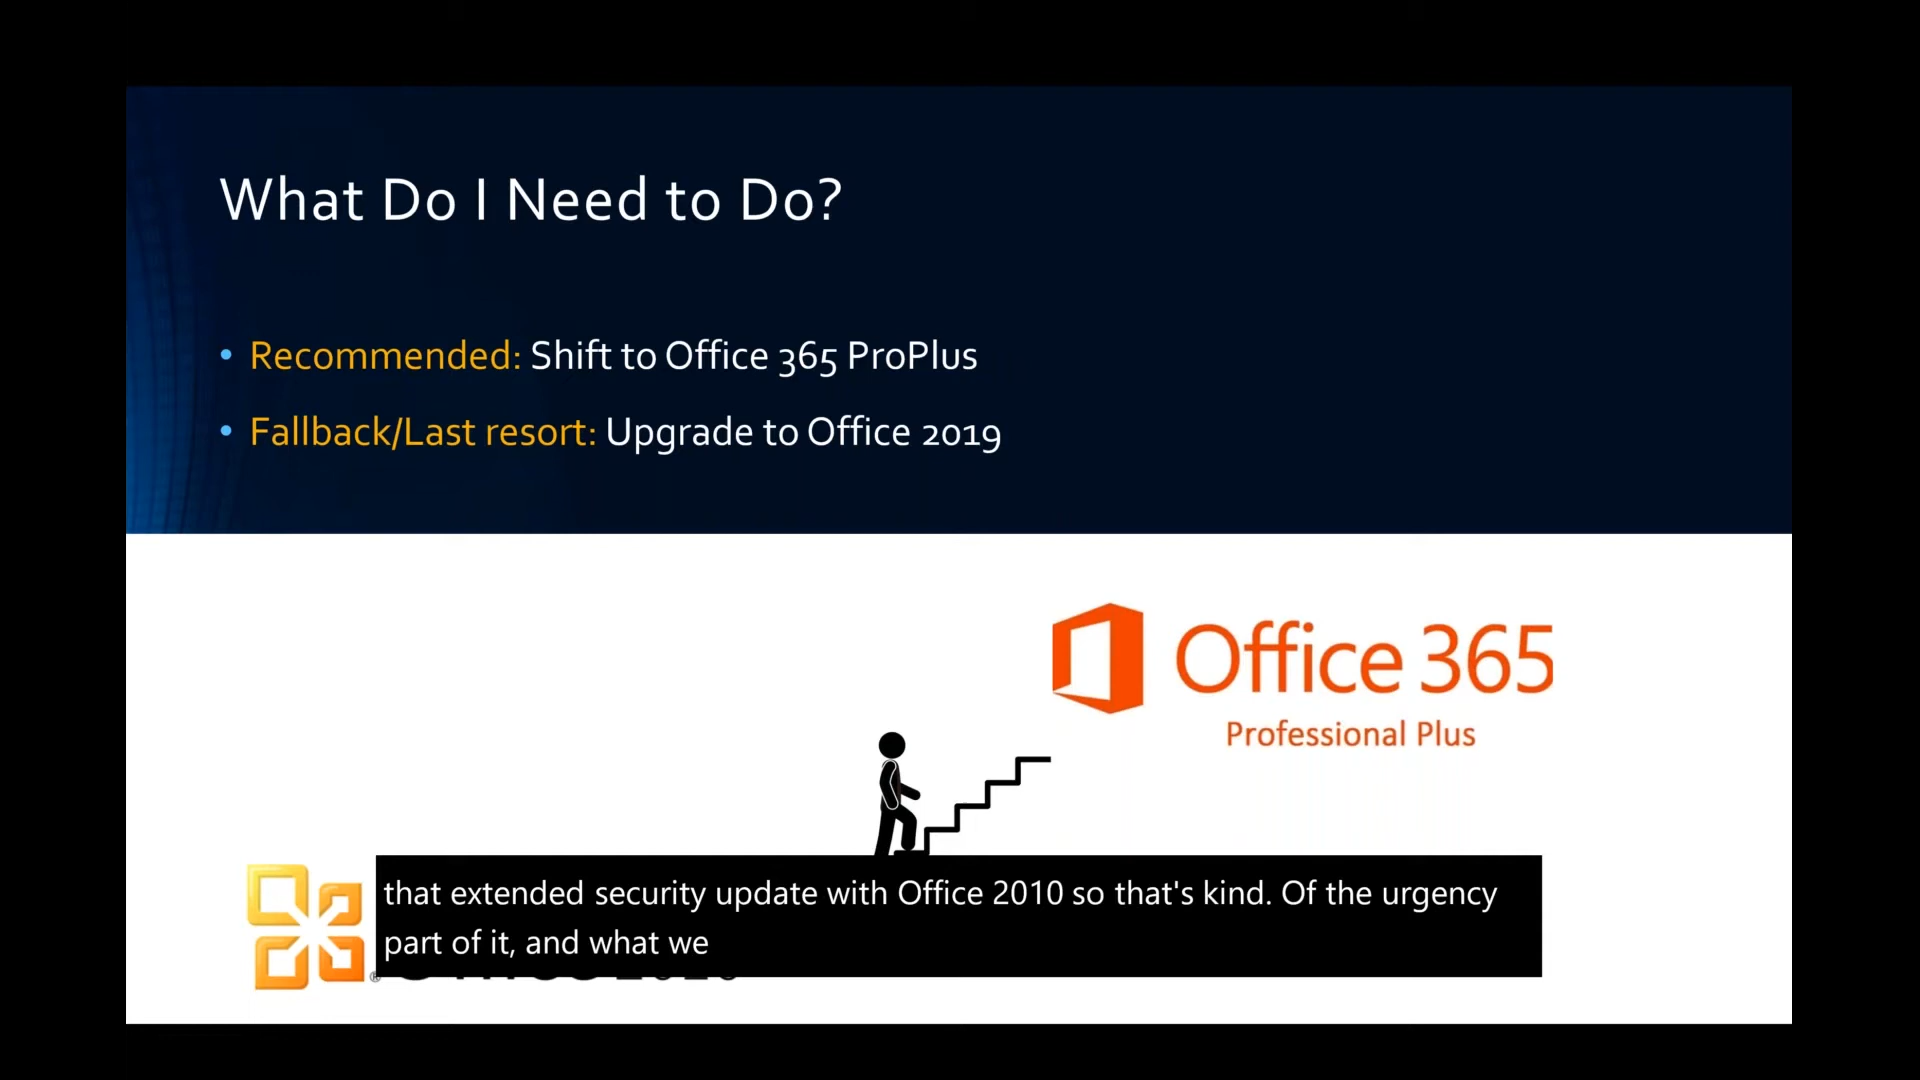 What Do I Need to Do?
• Recommended: Shift to Office 365 ProPlus
• Fallback/Last resort: Upgrade to Office 2019
Office 365
Professional Plus
that extended security update with Office 2010 so that's kind. Of the urgency
part of it, and what we